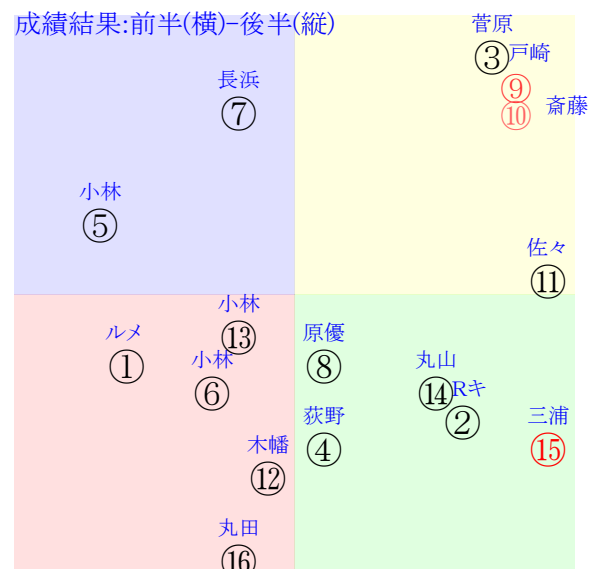 成績結果:前半(横)-後半(縦)
菅原
③
戸崎
⑨
長浜
⑦
斎藤
⑩
小林
⑤
佐々
⑪
小林
⑬
ルメ
①
原優
⑧
小林
⑥
丸山
⑭
Rキ
②
荻野
④
三浦
⑮
木幡
⑫
丸田
⑯